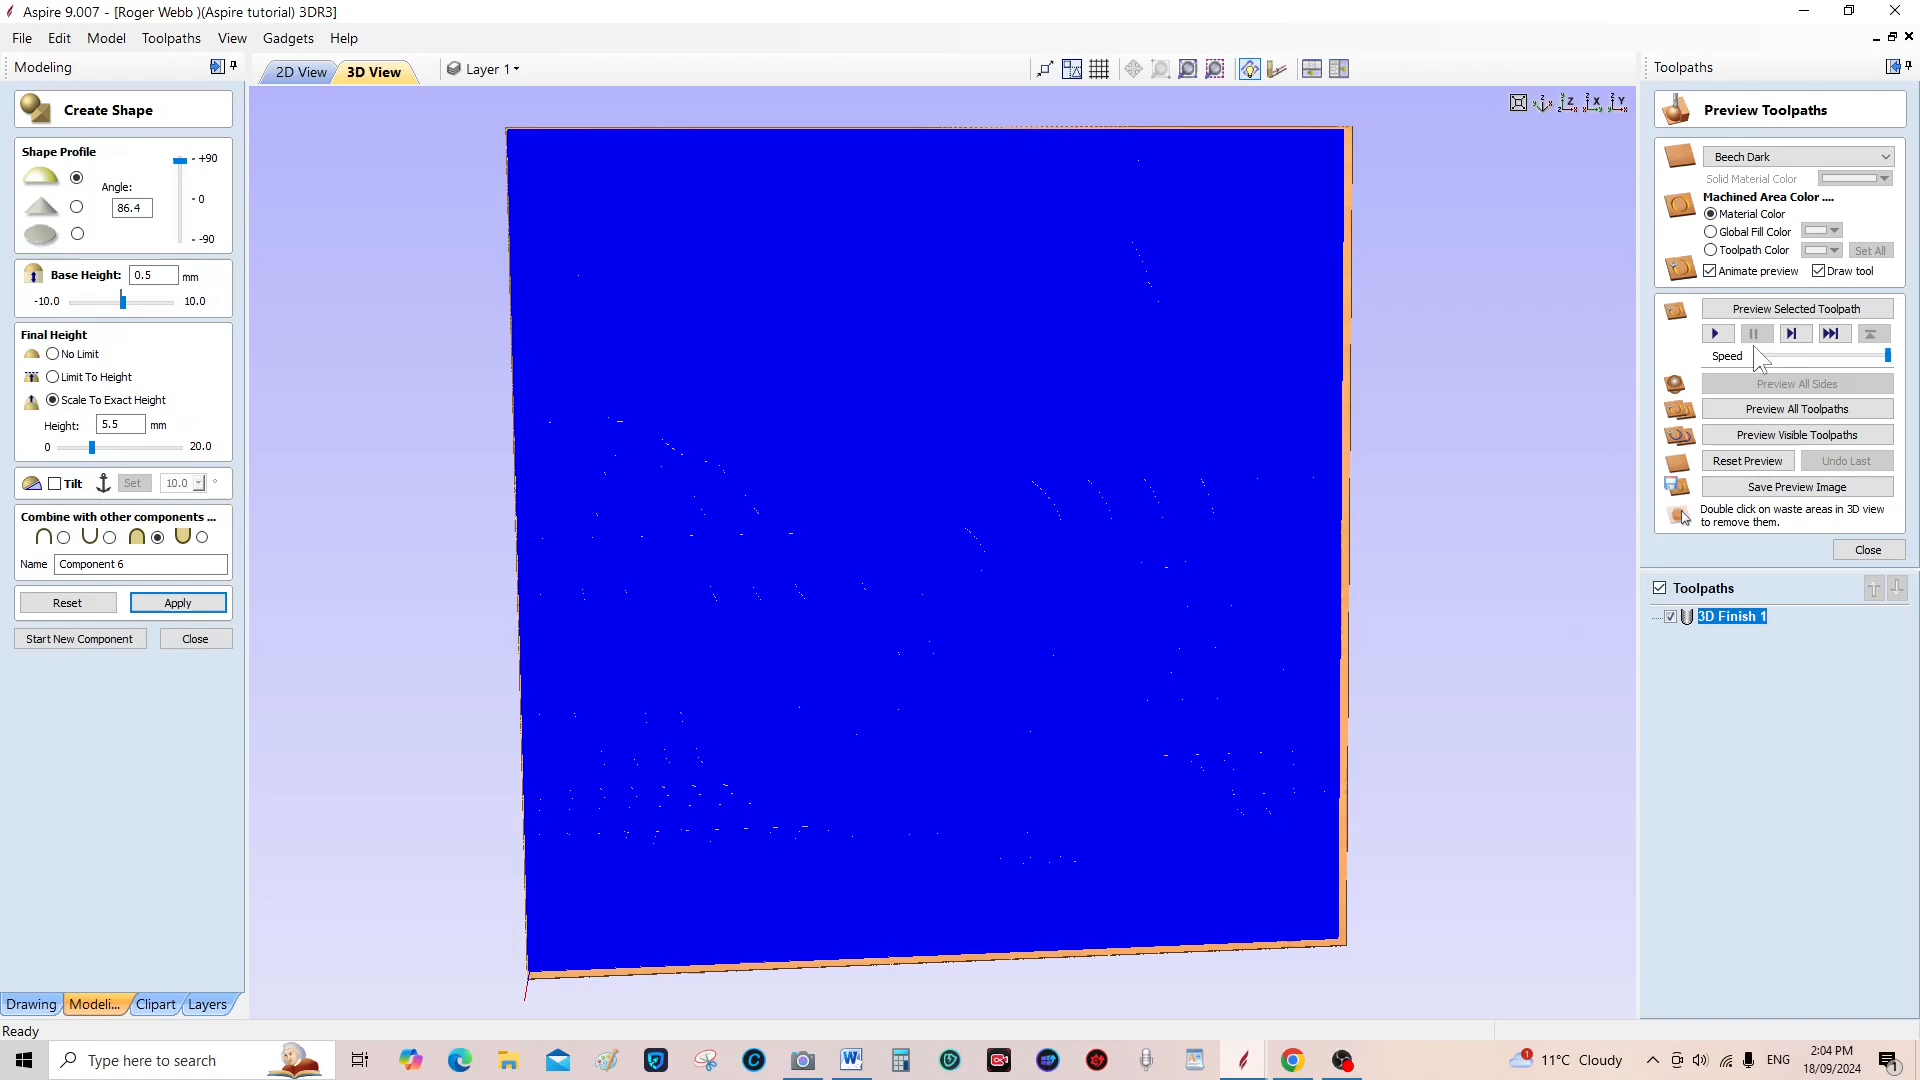 Aspire 9.007 - [Roger Webb )(Aspire tutorial) 3DR3]
File Edit Model Toolpaths View Gadgets Help
Modeling
2D View 3D View Layer 1
Toolpaths
Create Shape
Shape Profile
+90
Angle:
0
86.4
-90
Base Height: 0.5 mm
-10.0 10.0
Final Height
No Limit
Limit To Height
Scale To Exact Height
Height: 5.5 mm
0 20.0
Tilt Set 10.0 °
Combine with other components ...
Name Component 6
Reset Apply
Start New Component Close
Drawing Modeli... Clipart Layers
Preview Toolpaths
Beech Dark
Solid Material Color
Machined Area Color ....
Material Color
Global Fill Color
Toolpath Color Set All
Animate preview Draw tool
Preview Selected Toolpath
Speed
Preview All Sides
Preview All Toolpaths
Preview Visible Toolpaths
Reset Preview Undo Last
Save Preview Image
Double click on waste areas in 3D view
to remove them.
Close
Toolpaths
3D Finish 1
Ready
Type here to search
11°C Cloudy
ENG
2:04 PM
18/09/2024